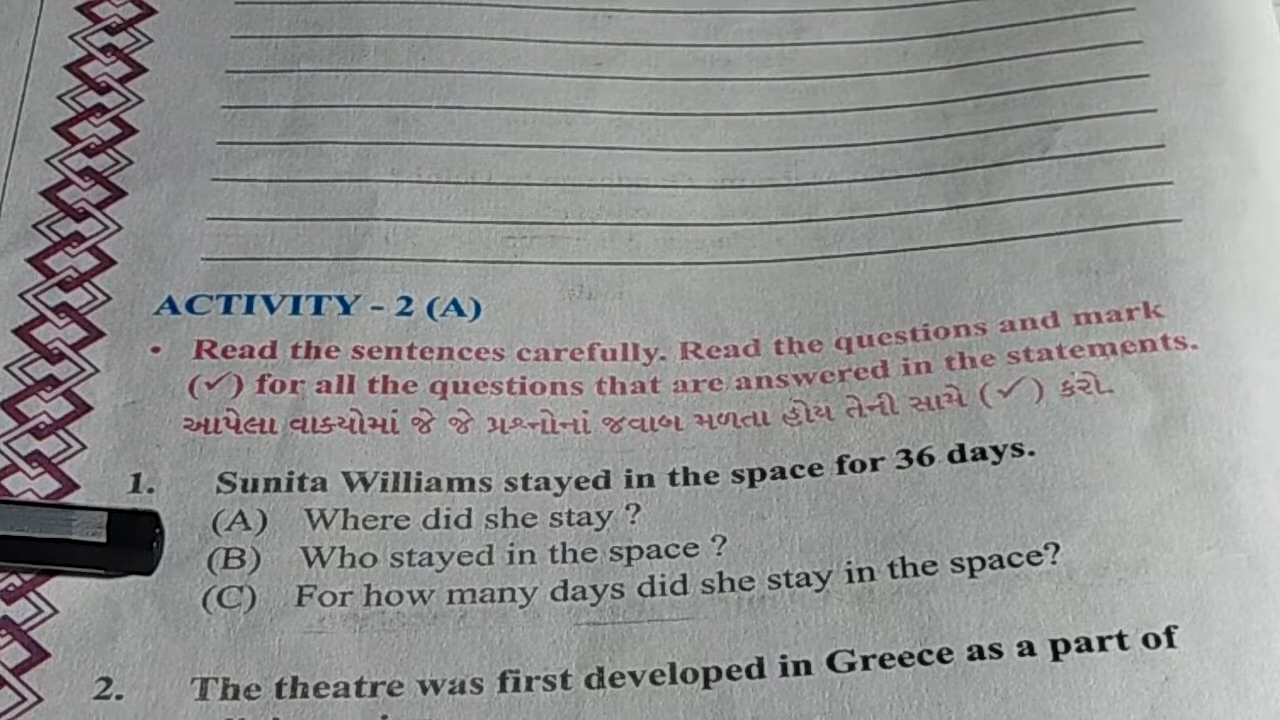 ACTIVITY - 2 (A)
• Read the sentences carefully. Read the questions and mark
(✓) for all the questions that are answered in the statements.
આપેલા વાક્યોમાં જે જે પ્રશ્નોનાં જવાબ મળતા હોય તેની સામે (✓) કરો.
1. Sunita Williams stayed in the space for 36 days.
(A) Where did she stay ?
(B) Who stayed in the space ?
(C) For how many days did she stay in the space?
2. The theatre was first developed in Greece as a part of